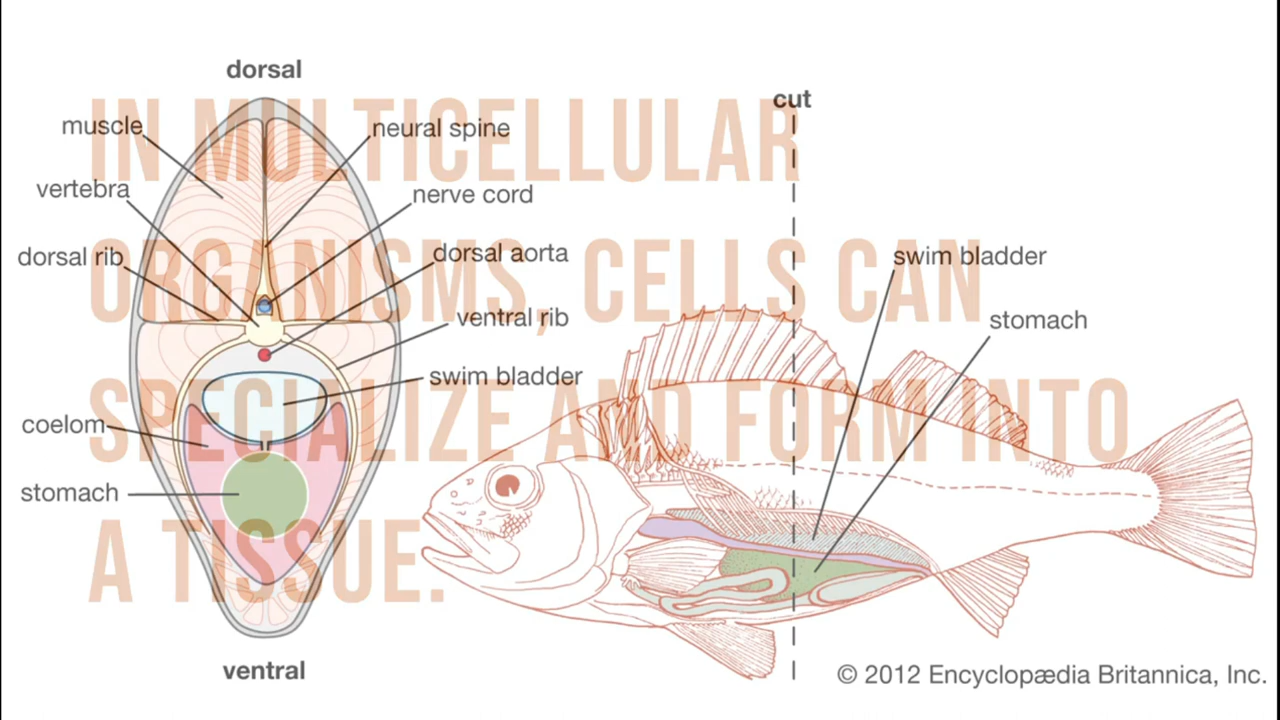 dorsal
cut
IN MULTICELLULAR
muscle
neural spine
vertebra
nerve cord
dorsal rib
dorsal aorta
swim bladder
ORGANISMS, CELLS CAN
ventral rib
stomach
swim bladder
SPECIALIZE AND FORM INTO
coelom
stomach
A TISSUE.
ventral
© 2012 Encyclopædia Britannica, Inc.